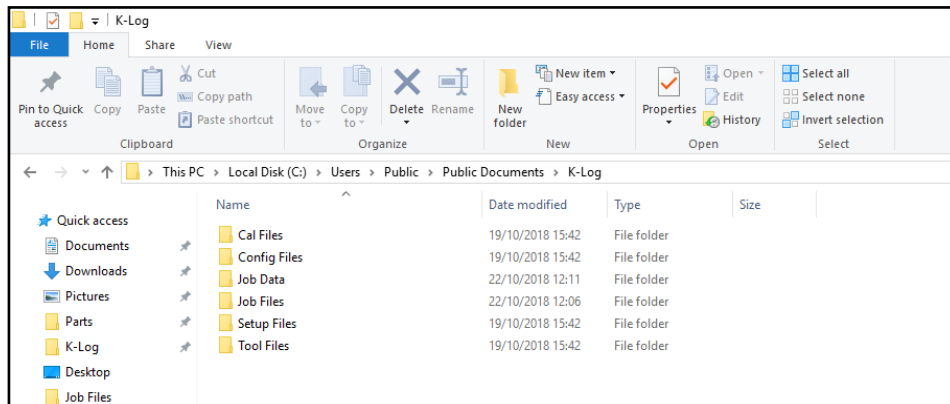 K-Log
File Home Share View
Pin to Quick access
Copy
Paste
Cut
Copy path
Paste shortcut
Clipboard
Move to
Copy to
Delete
Rename
Organize
New folder
New item
Easy access
New
Properties
Open
Edit
History
Open
Select all
Select none
Invert selection
Select
This PC > Local Disk (C:) > Users > Public > Public Documents > K-Log
Name Date modified Type Size
Quick access
Documents
Downloads
Pictures
Parts
K-Log
Desktop
Job Files
Cal Files 19/10/2018 15:42 File folder
Config Files 19/10/2018 15:42 File folder
Job Data 22/10/2018 12:11 File folder
Job Files 22/10/2018 12:06 File folder
Setup Files 19/10/2018 15:42 File folder
Tool Files 19/10/2018 15:42 File folder